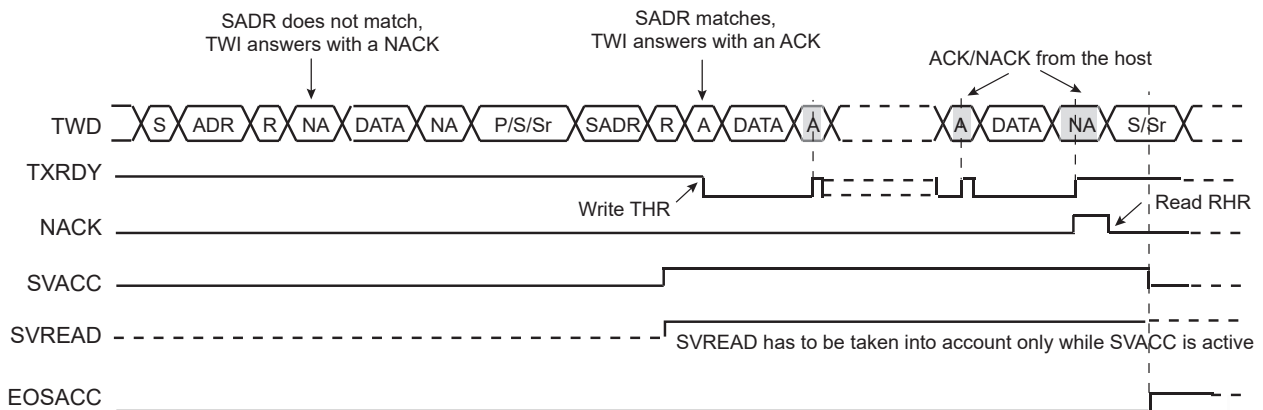 SADR does not match,
TWI answers with a NACK
SADR matches,
TWI answers with an ACK
ACK/NACK from the host
TWD S ADR R NA DATA NA P/S/Sr SADR R A DATA A A DATA NA S/Sr
TXRDY
Write THR
Read RHR
NACK
SVACC
SVREAD
SVREAD has to be taken into account only while SVACC is active
EOSACC